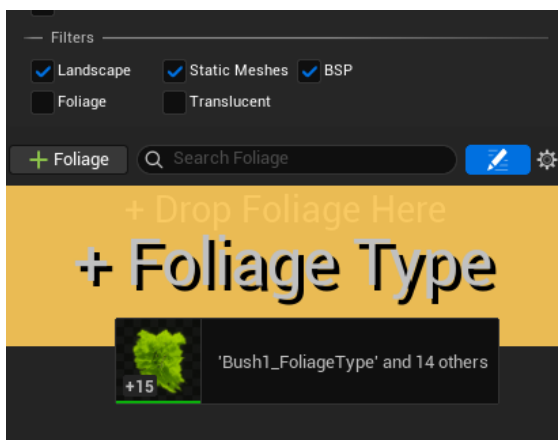 Filters
Landscape Static Meshes BSP
Foliage Translucent
+ Foliage Search Foliage
+ Drop Foliage Here
+ Foliage Type
+15 'Bush1_FoliageType' and 14 others